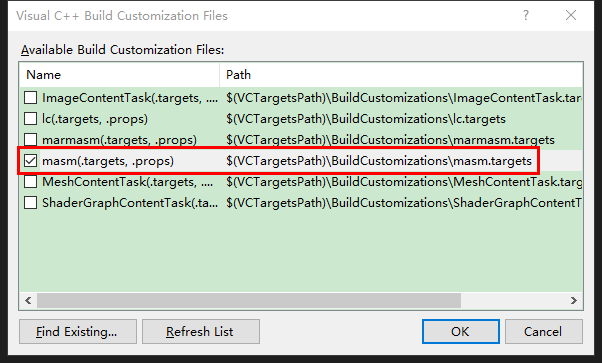 Visual C++ Build Customization Files
Available Build Customization Files:
Name Path
ImageContentTask(.targets, .... $(VCTargetsPath)\BuildCustomizations\ImageContentTask.tar
lc(.targets, .props) $(VCTargetsPath)\BuildCustomizations\lc.targets
marmasm(.targets, .props) $(VCTargetsPath)\BuildCustomizations\marmasm.targets
masm(.targets, .props) $(VCTargetsPath)\BuildCustomizations\masm.targets
MeshContentTask(.targets, .... $(VCTargetsPath)\BuildCustomizations\MeshContentTask.targ
ShaderGraphContentTask(.ta... $(VCTargetsPath)\BuildCustomizations\ShaderGraphContentT
Find Existing... Refresh List OK Cancel